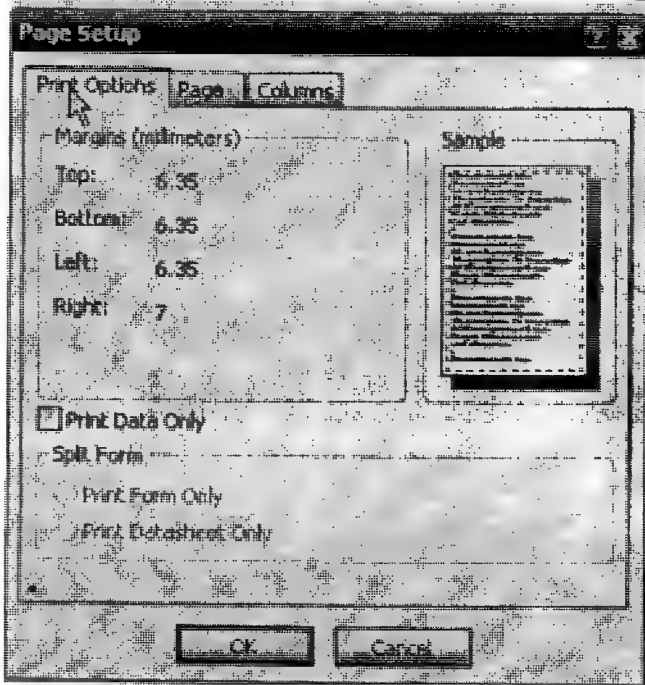 Page Setup
Print Options Page Columns
Margins (millimeters)
Top: 6.35
Bottom: 6.35
Left: 6.35
Right: 7
Sample
Print Data Only
Split Form
Print Form Only
Print Datasheet Only
OK Cancel